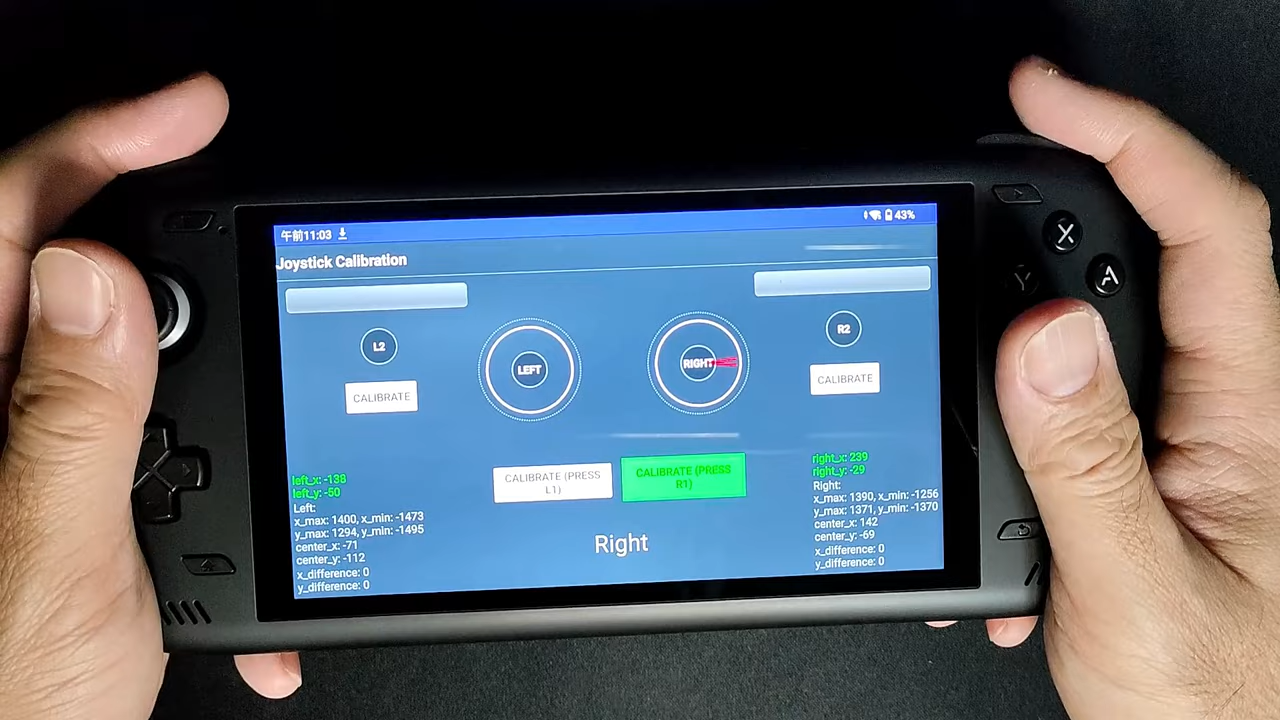 午前11:03
43%
Joystick Calibration
L2
LEFT
RIGHT
R2
CALIBRATE
CALIBRATE
CALIBRATE (PRESS
L1)
CALIBRATE (PRESS
R1)
left_x: -138
left_y: -50
Left:
x_max: 1400, x_min: -1473
y_max: 1294, y_min: -1495
center_x: -71
center_y: -112
x_difference: 0
y_difference: 0
Right
right_x: 239
right_y: -29
Right:
x_max: 1390, x_min: -1256
y_max: 1371, y_min: -1370
center_x: 142
center_y: -69
x_difference: 0
y_difference: 0
X
Y
A